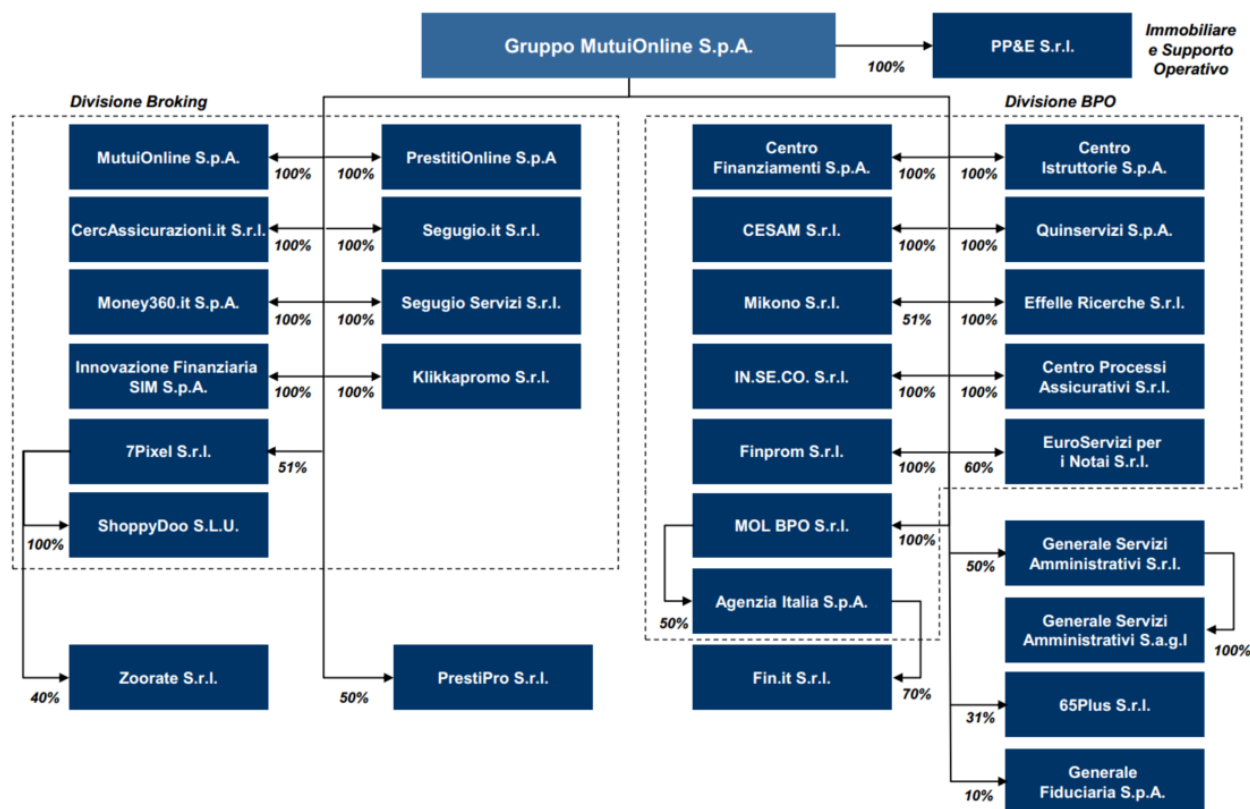 Gruppo MutuiOnline S.p.A.
100%
PP&E S.r.l.
Immobiliare
e Supporto
Operativo
Divisione Broking
MutuiOnline S.p.A.
100%
100%
PrestitiOnline S.p.A
CercAssicurazioni.it S.r.l.
100%
100%
Segugio.it S.r.l.
Money360.it S.p.A.
100%
100%
Segugio Servizi S.r.l.
Innovazione Finanziaria
SIM S.p.A.
100%
100%
Klikkapromo S.r.l.
7Pixel S.r.l.
51%
ShoppyDoo S.L.U.
100%
Zoorate S.r.l.
40%
50%
PrestiPro S.r.l.
Divisione BPO
Centro
Finanziamenti S.p.A.
100%
100%
Centro
Istruttorie S.p.A.
CESAM S.r.l.
100%
100%
Quinservizi S.p.A.
Mikono S.r.l.
51%
100%
Effelle Ricerche S.r.l.
IN.SE.CO. S.r.l.
100%
100%
Centro Processi
Assicurativi S.r.l.
Finprom S.r.l.
100%
60%
EuroServizi per
i Notai S.r.l.
MOL BPO S.r.l.
100%
50%
Agenzia Italia S.p.A.
Fin.it S.r.l.
70%
50%
Generale Servizi
Amministrativi S.r.l.
Generale Servizi
Amministrativi S.a.g.l
100%
31%
65Plus S.r.l.
10%
Generale
Fiduciaria S.p.A.